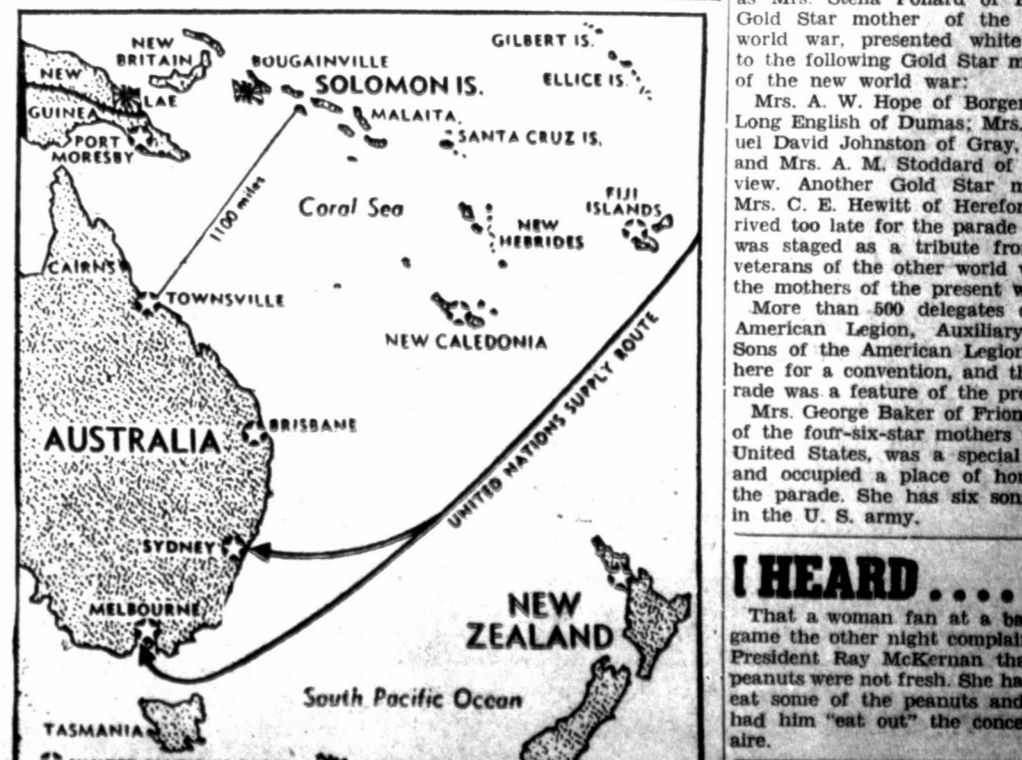 NEW
BRITAIN
BOUGAINVILLE
GILBERT IS.
SOLOMON IS.
ELLICE IS.
NEW
GUINEA
LAE
MALAITA
PORT
MORESBY
SANTA CRUZ IS.
1100 miles
Coral Sea
FIJI
ISLANDS
NEW
HEBRIDES
CAIRNS
TOWNSVILLE
NEW CALEDONIA
UNITED NATIONS SUPPLY ROUTE
BRISBANE
AUSTRALIA
SYDNEY
MELBOURNE
NEW
ZEALAND
South Pacific Ocean
TASMANIA
as Mrs. Stella Pollard of
Gold Star mother of the
world war, presented white
to the following Gold Star m
of the new world war:
Mrs. A. W. Hope of Borger
Long English of Dumas; Mrs.
uel David Johnston of Gray,
and Mrs. A. M. Stoddard of
view. Another Gold Star m
Mrs. C. E. Hewitt of Herefor
rived too late for the parade
was staged as a tribute fro
veterans of the other world
the mothers of the present w
More than 500 delegates
American Legion, Auxiliary
Sons of the American Legion
here for a convention, and th
rade was a feature of the pro
Mrs. George Baker of Frion
of the four-six-star mothers
United States, was a special
and occupied a place of hon
the parade. She has six son
in the U. S. army.
I HEARD . . . .
That a woman fan at a ba
game the other night complain
President Ray McKernan tha
peanuts were not fresh. She ha
eat some of the peanuts and
had him "eat out" the conce
aire.